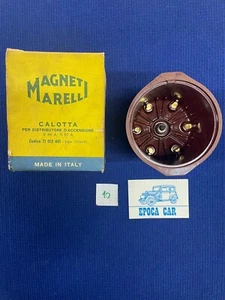 MAGNETI
MARELLI
CALOTTA
PER DISTRIBUTORE D'ACCENSIONE
MADE IN ITALY
EPOCA CAR